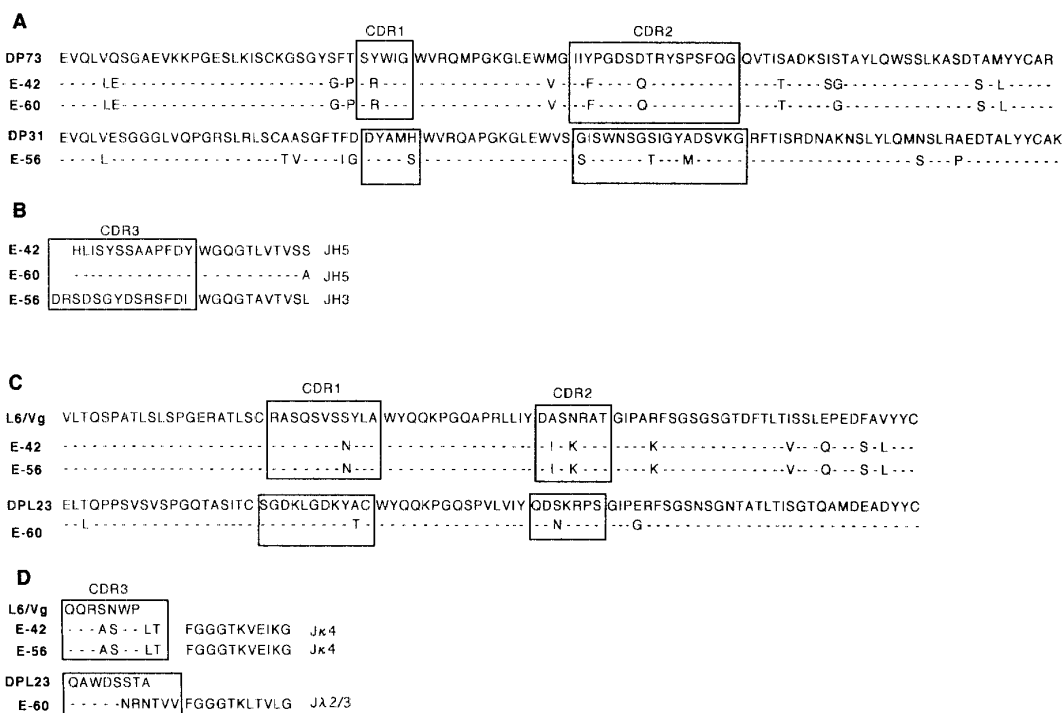 A
CDR1
CDR2
DP73 EVQLVQSGAEVKKPGESLKISCKGSGYSFT SYWIG WVRQMPGKGLEWMG IIYPGDSDTRYSPSFQG QVTISADKSISTAYLQWSSLKASDTAMYYCAR
E-42 ----LE---------------------G-P -R--- ------------V- --F----Q--------- ----T----SG-------------S-L-----
E-60 ----LE---------------------G-P -R--- ------------V- --F----Q--------- ----T-----G-------------S-L-----
DP31 EVQLVESGGGLVQPGRSLRLSCAASGFTFD DYAMH WVRQAPGKGLEWVS GISWNSGSIGYADSVKG RFTISRDNAKNSLYLQMNSLRAEDTALYYCAK
E-56 ----L-----------------TV----IG ----S -------------- S------T---M----- -----------------S---P----------
B
CDR3
E-42 HLISYSSAAPFDY WGQGTLVTVSS JH5
E-60 ------------- ----------A JH5
E-56 DRSDSGYDSRSFDI WGQGTAVTVSL JH3
C
CDR1
CDR2
L6/Vg VLTQSPATLSLSPGERATLSC RASQSVSSYLA WYQQKPGQAPRLLIY DASNRAT GIPARFSGSGSGTDFTLTISSLEPEDFAVYYC
E-42 --------------------- -------N--- --------------- -I-K--- ----K--------------V---Q---S-L---
E-56 --------------------- -------N--- --------------- -I-K--- ----K--------------V---Q---S-L---
DPL23 ELTQPPSVSVSPGQTASITC SGDKLGDKYAC WYQQKPGQSPVLVIY QDSKRPS GIPERFSGSNSGNTATLTISGTQAMDEADYYC
E-60 --L----------------- ---------T- --------------- --N---- ---G----------------------------
D
CDR3
L6/Vg QQRSNWP
E-42 ---AS--LT FGGGTKVEIKG Jκ4
E-56 ---AS--LT FGGGTKVEIKG Jκ4
DPL23 QAWDSSTA
E-60 -----NRNTVV FGGGTKLTVLG Jλ2/3